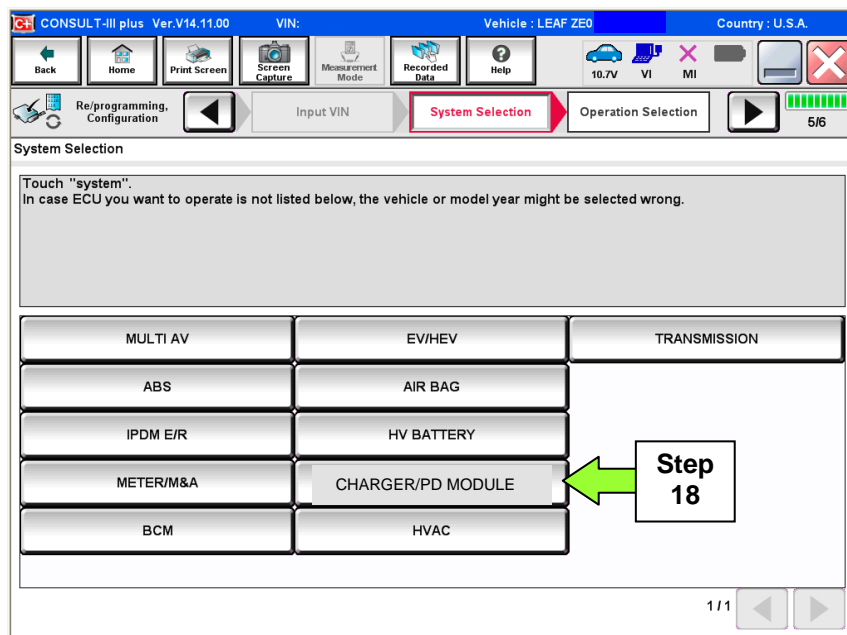 C+ CONSULT-III plus Ver.V14.11.00 VIN: Vehicle : LEAF ZE0 Country : U.S.A.
Back Home Print Screen Screen Capture Measurement Mode Recorded Data Help 10.7V VI MI
Re/programming, Configuration Input VIN System Selection Operation Selection 5/6
System Selection
Touch "system".
In case ECU you want to operate is not listed below, the vehicle or model year might be selected wrong.
MULTI AV EV/HEV TRANSMISSION
ABS AIR BAG
IPDM E/R HV BATTERY
METER/M&A CHARGER/PD MODULE Step 18
BCM HVAC
1/1